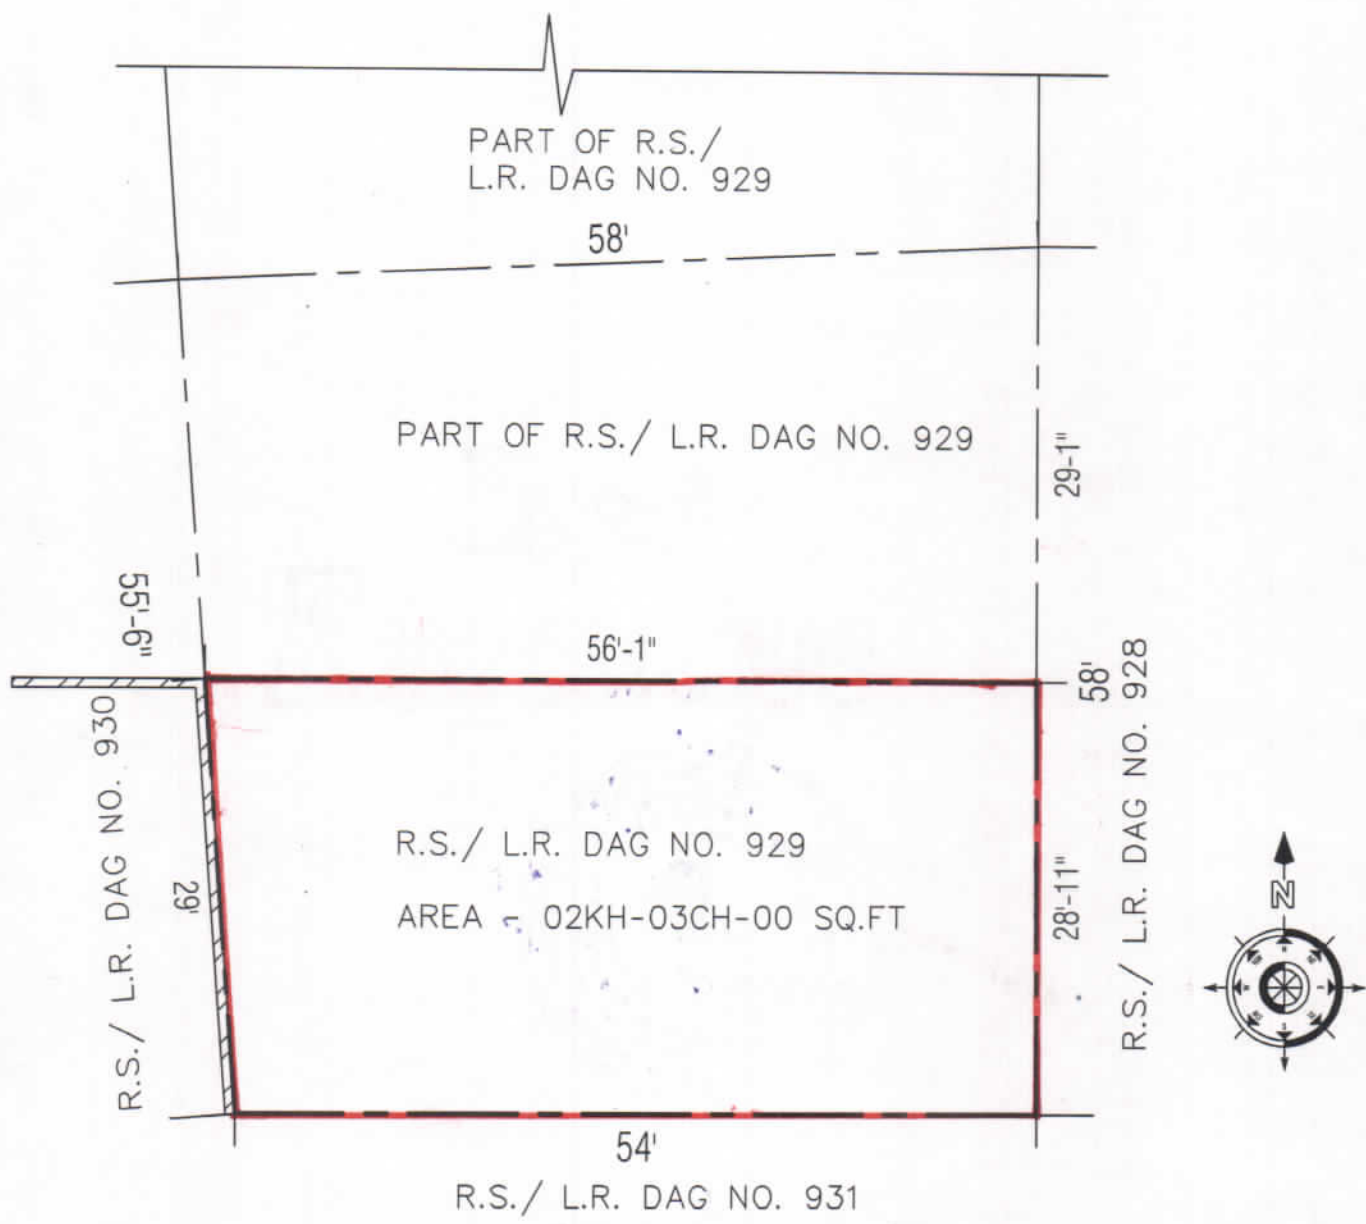 PART OF R.S./
L.R. DAG NO. 929
58'
PART OF R.S./ L.R. DAG NO. 929
29-1"
55'-6"
56'-1"
58'
R.S./ L.R. DAG NO. 930
29'
R.S./ L.R. DAG NO. 929
AREA - 02KH-03CH-00 SQ.FT
28'-11"
R.S./ L.R. DAG NO. 928
N
54'
R.S./ L.R. DAG NO. 931